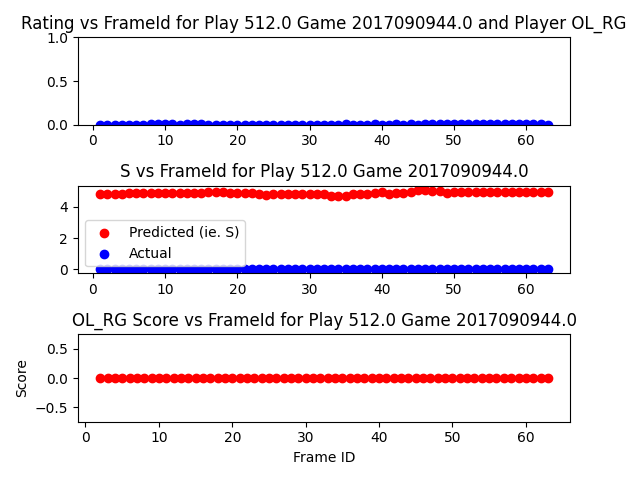 Rating vs FrameId for Play 512.0 Game 2017090944.0 and Player OL_RG
1.0
0.5
0.0
0 10 20 30 40 50 60
S vs FrameId for Play 512.0 Game 2017090944.0
4
2
0
Predicted (ie. S)
Actual
0 10 20 30 40 50 60
OL_RG Score vs FrameId for Play 512.0 Game 2017090944.0
Score
0.5
0.0
−0.5
0 10 20 30 40 50 60
Frame ID